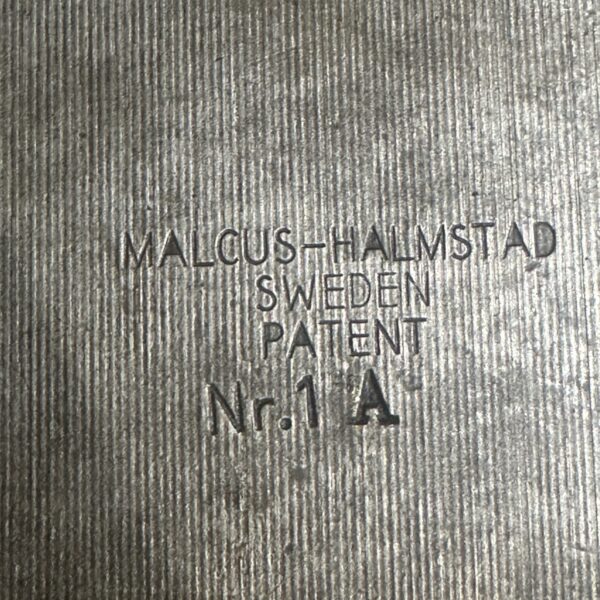 MALCUS-HALMSTAD
SWEDEN
PATENT
Nr.1 A